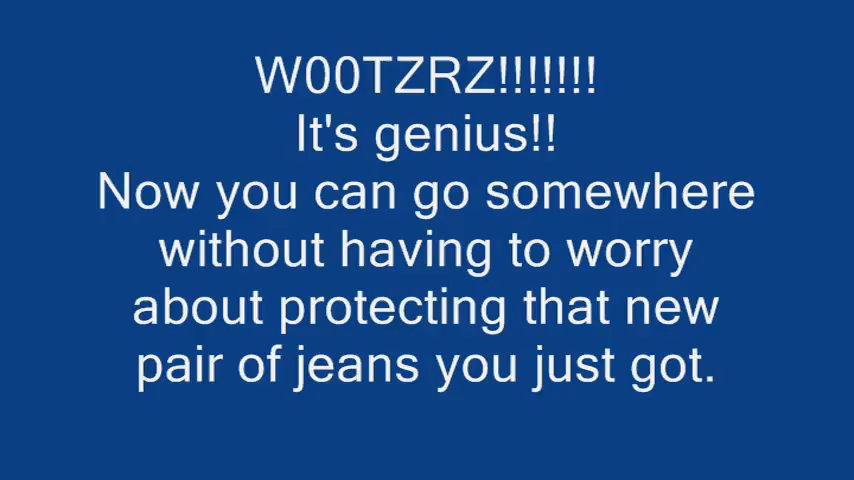 W00TZRZ!!!!!!!
It's genius!!
Now you can go somewhere
without having to worry
about protecting that new
pair of jeans you just got.